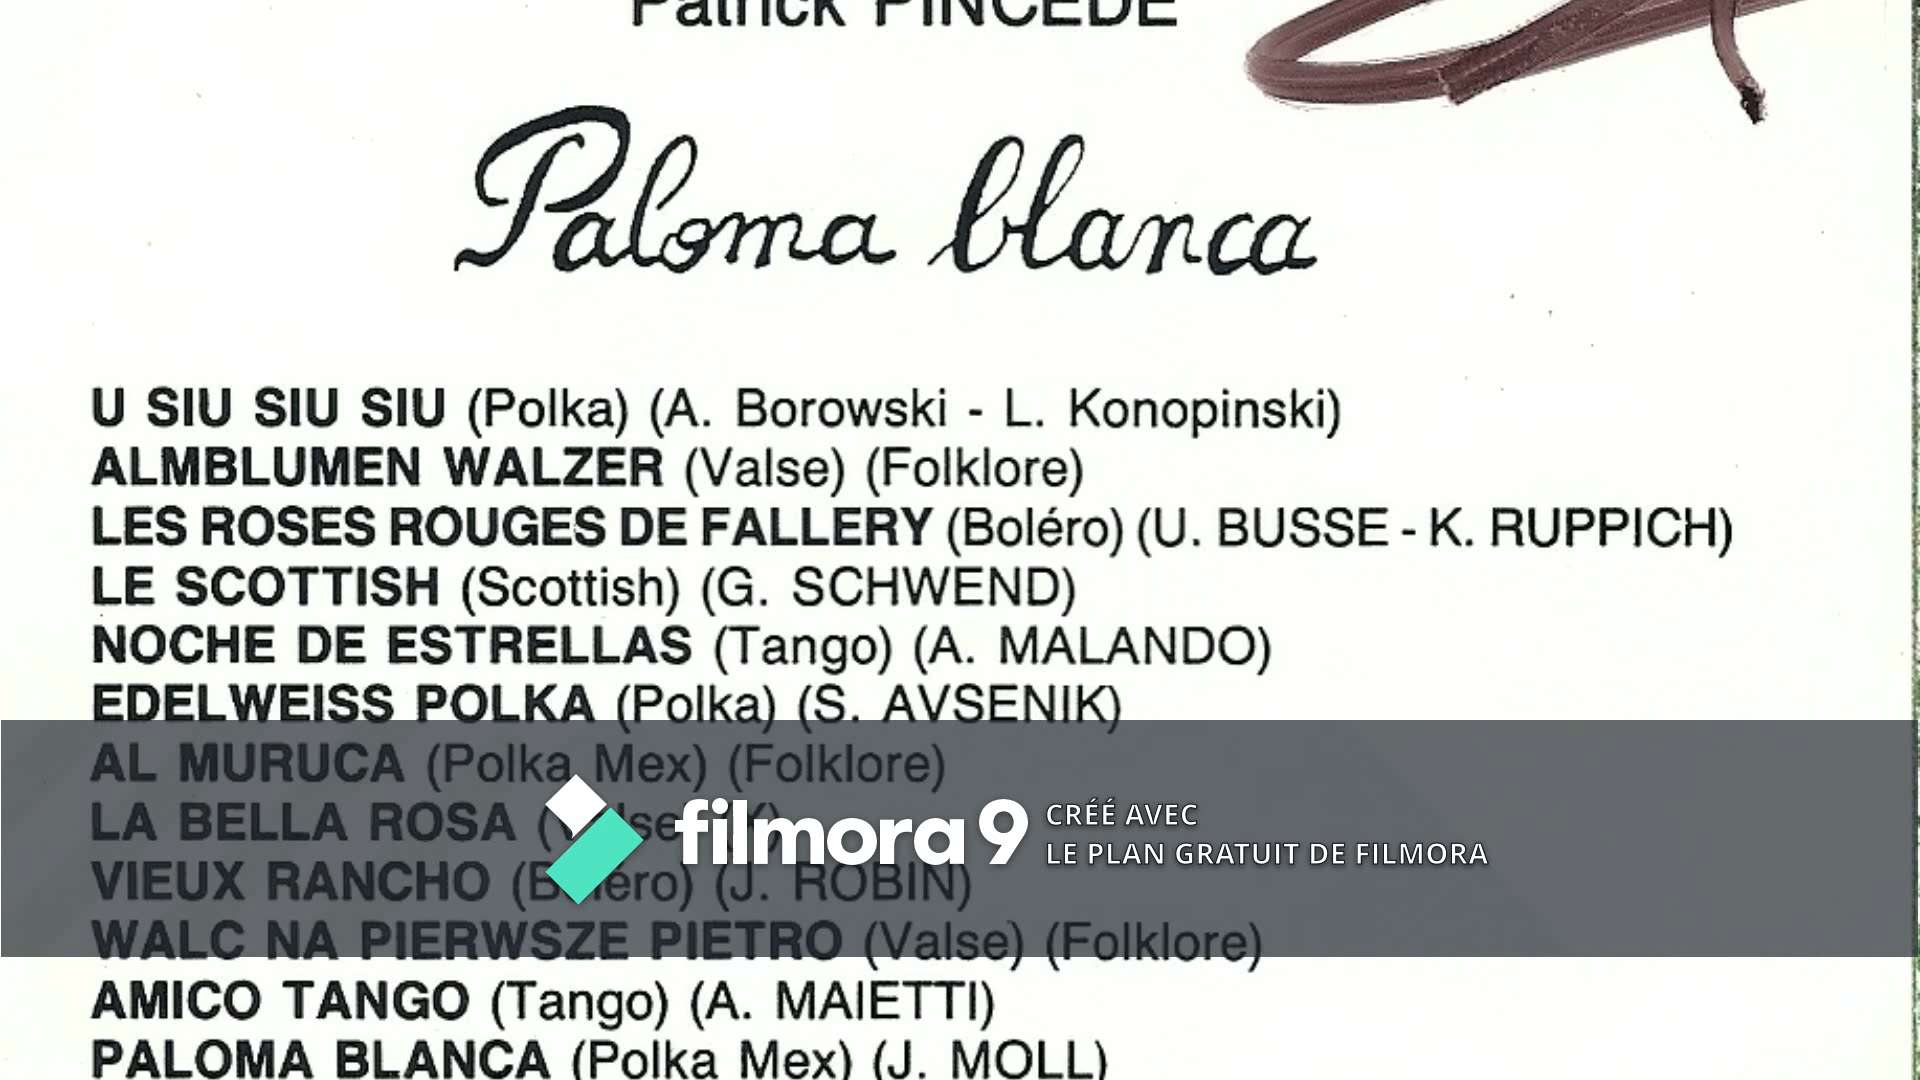 Patrick PINCEDE
Paloma blanca
U SIU SIU SIU (Polka) (A. Borowski - L. Konopinski)
ALMBLUMEN WALZER (Valse) (Folklore)
LES ROSES ROUGES DE FALLERY (Boléro) (U. BUSSE - K. RUPPICH)
LE SCOTTISH (Scottish) (G. SCHWEND)
NOCHE DE ESTRELLAS (Tango) (A. MALANDO)
EDELWEISS POLKA (Polka) (S. AVSENIK)
AL MURUCA (Polka Mex) (Folklore)
LA BELLA ROSA
VIEUX RANCHO (Boléro) (J. ROBIN)
WALC NA PIERWSZE PIETRO (Valse) (Folklore)
AMICO TANGO (Tango) (A. MAIETTI)
PALOMA BLANCA (Polka Mex) (J. MOLL)
filmora9
CRÉÉ AVEC
LE PLAN GRATUIT DE FILMORA